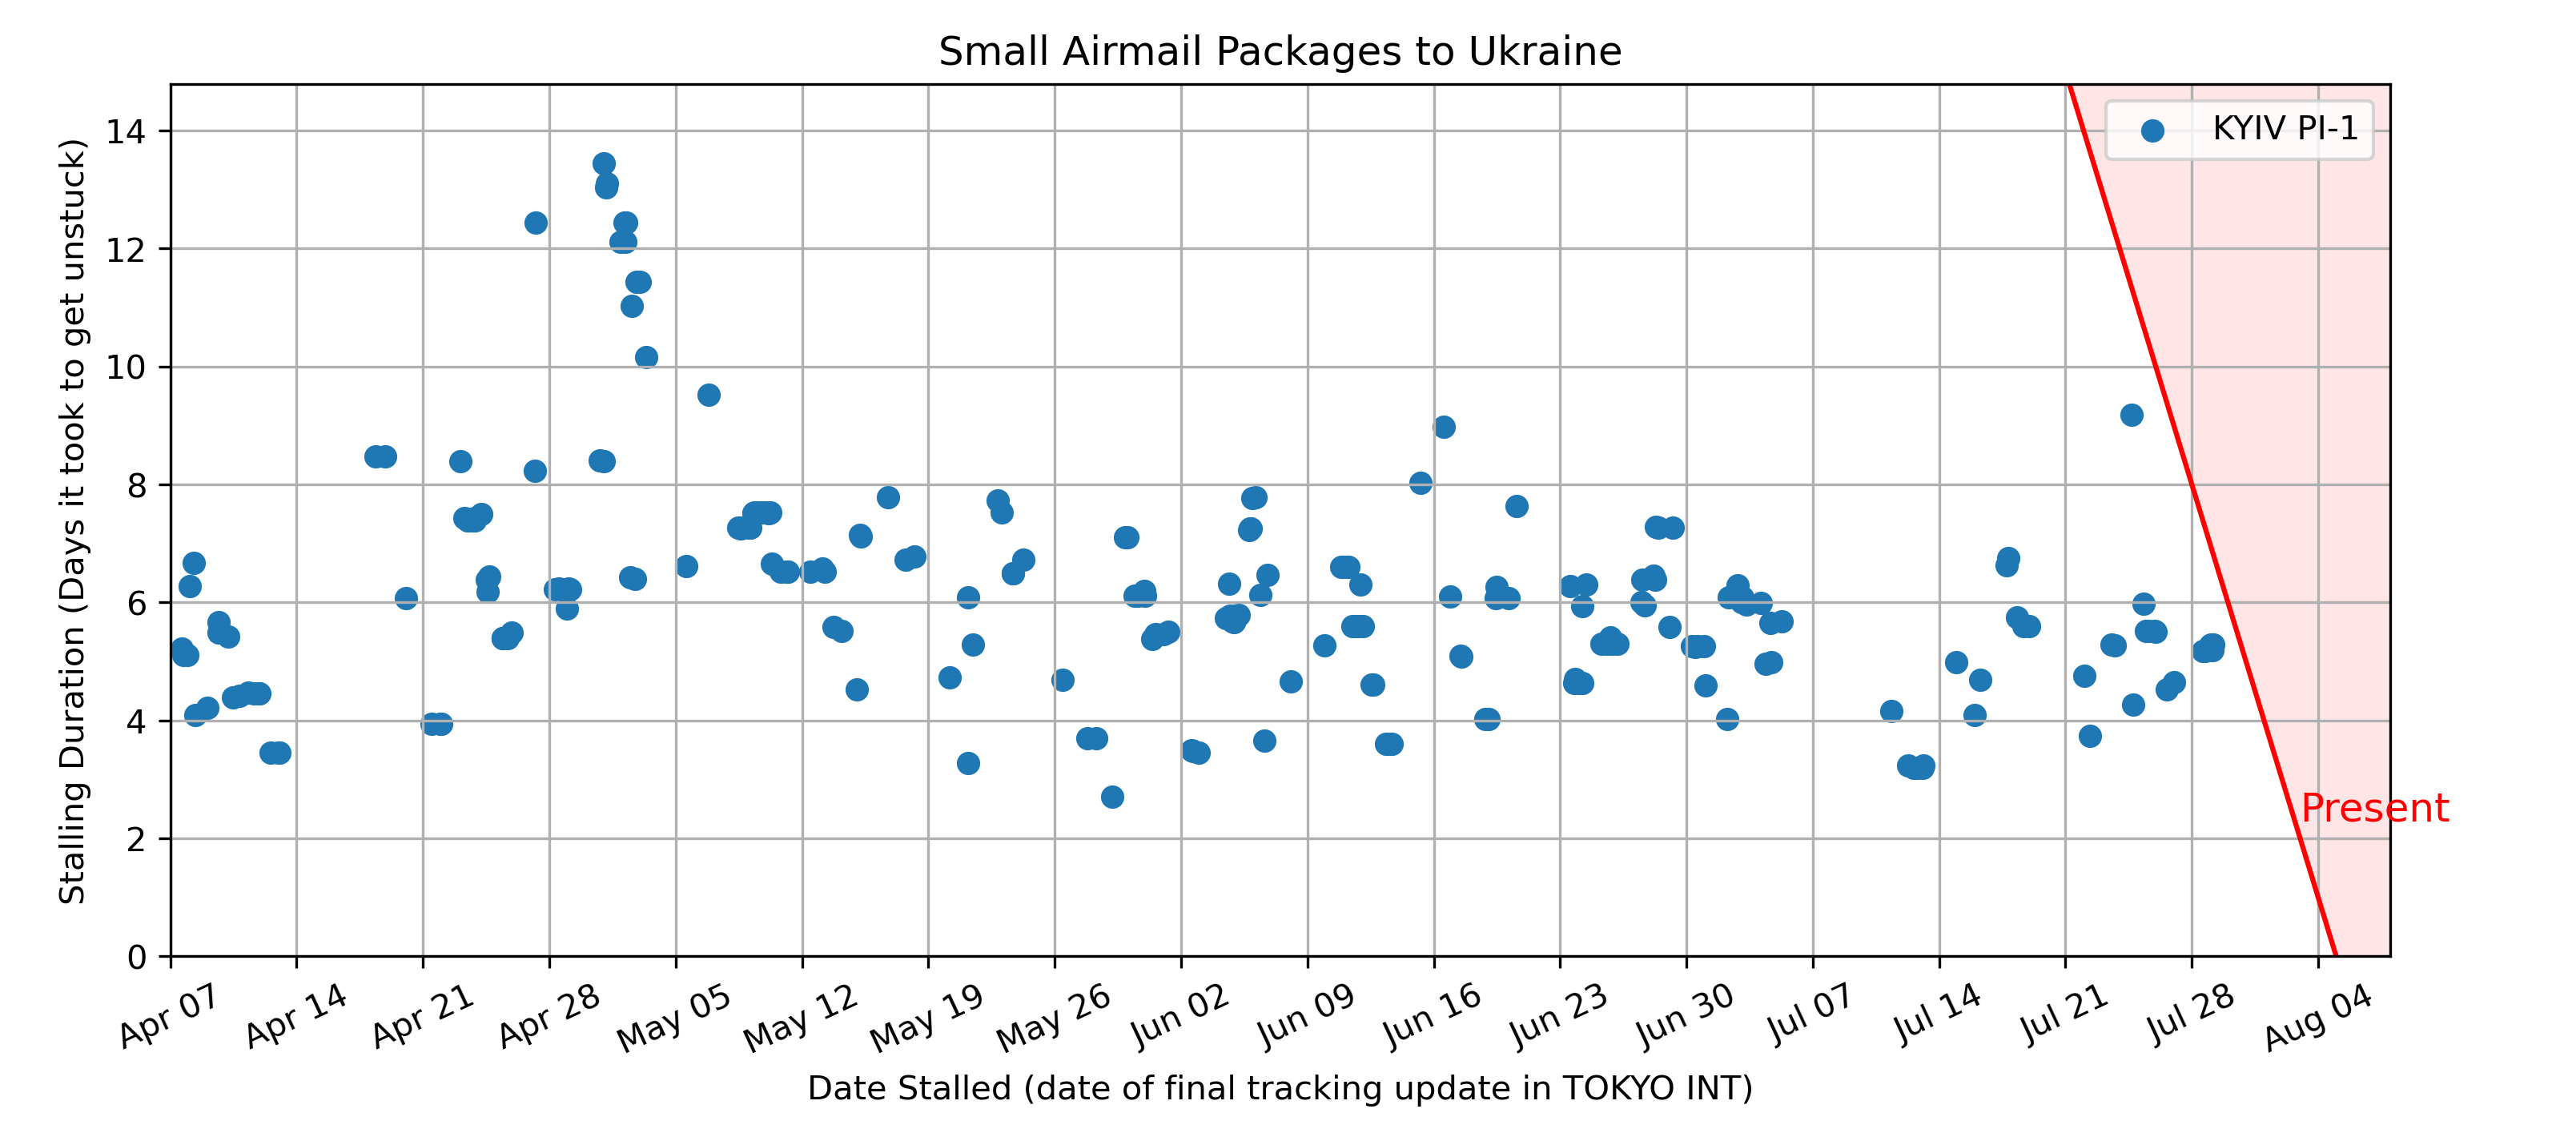 Small Airmail Packages to Ukraine
KYIV PI-1
Stalling Duration (Days it took to get unstuck)
14
12
10
8
6
4
2
0
Present
Apr 07
Apr 14
Apr 21
Apr 28
May 05
May 12
May 19
May 26
Jun 02
Jun 09
Jun 16
Jun 23
Jun 30
Jul 07
Jul 14
Jul 21
Jul 28
Aug 04
Date Stalled (date of final tracking update in TOKYO INT)